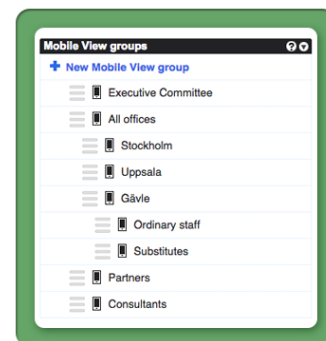 Mobile View groups
New Mobile View group
Executive Committee
All offices
Stockholm
Uppsala
Gävle
Ordinary staff
Substitutes
Partners
Consultants